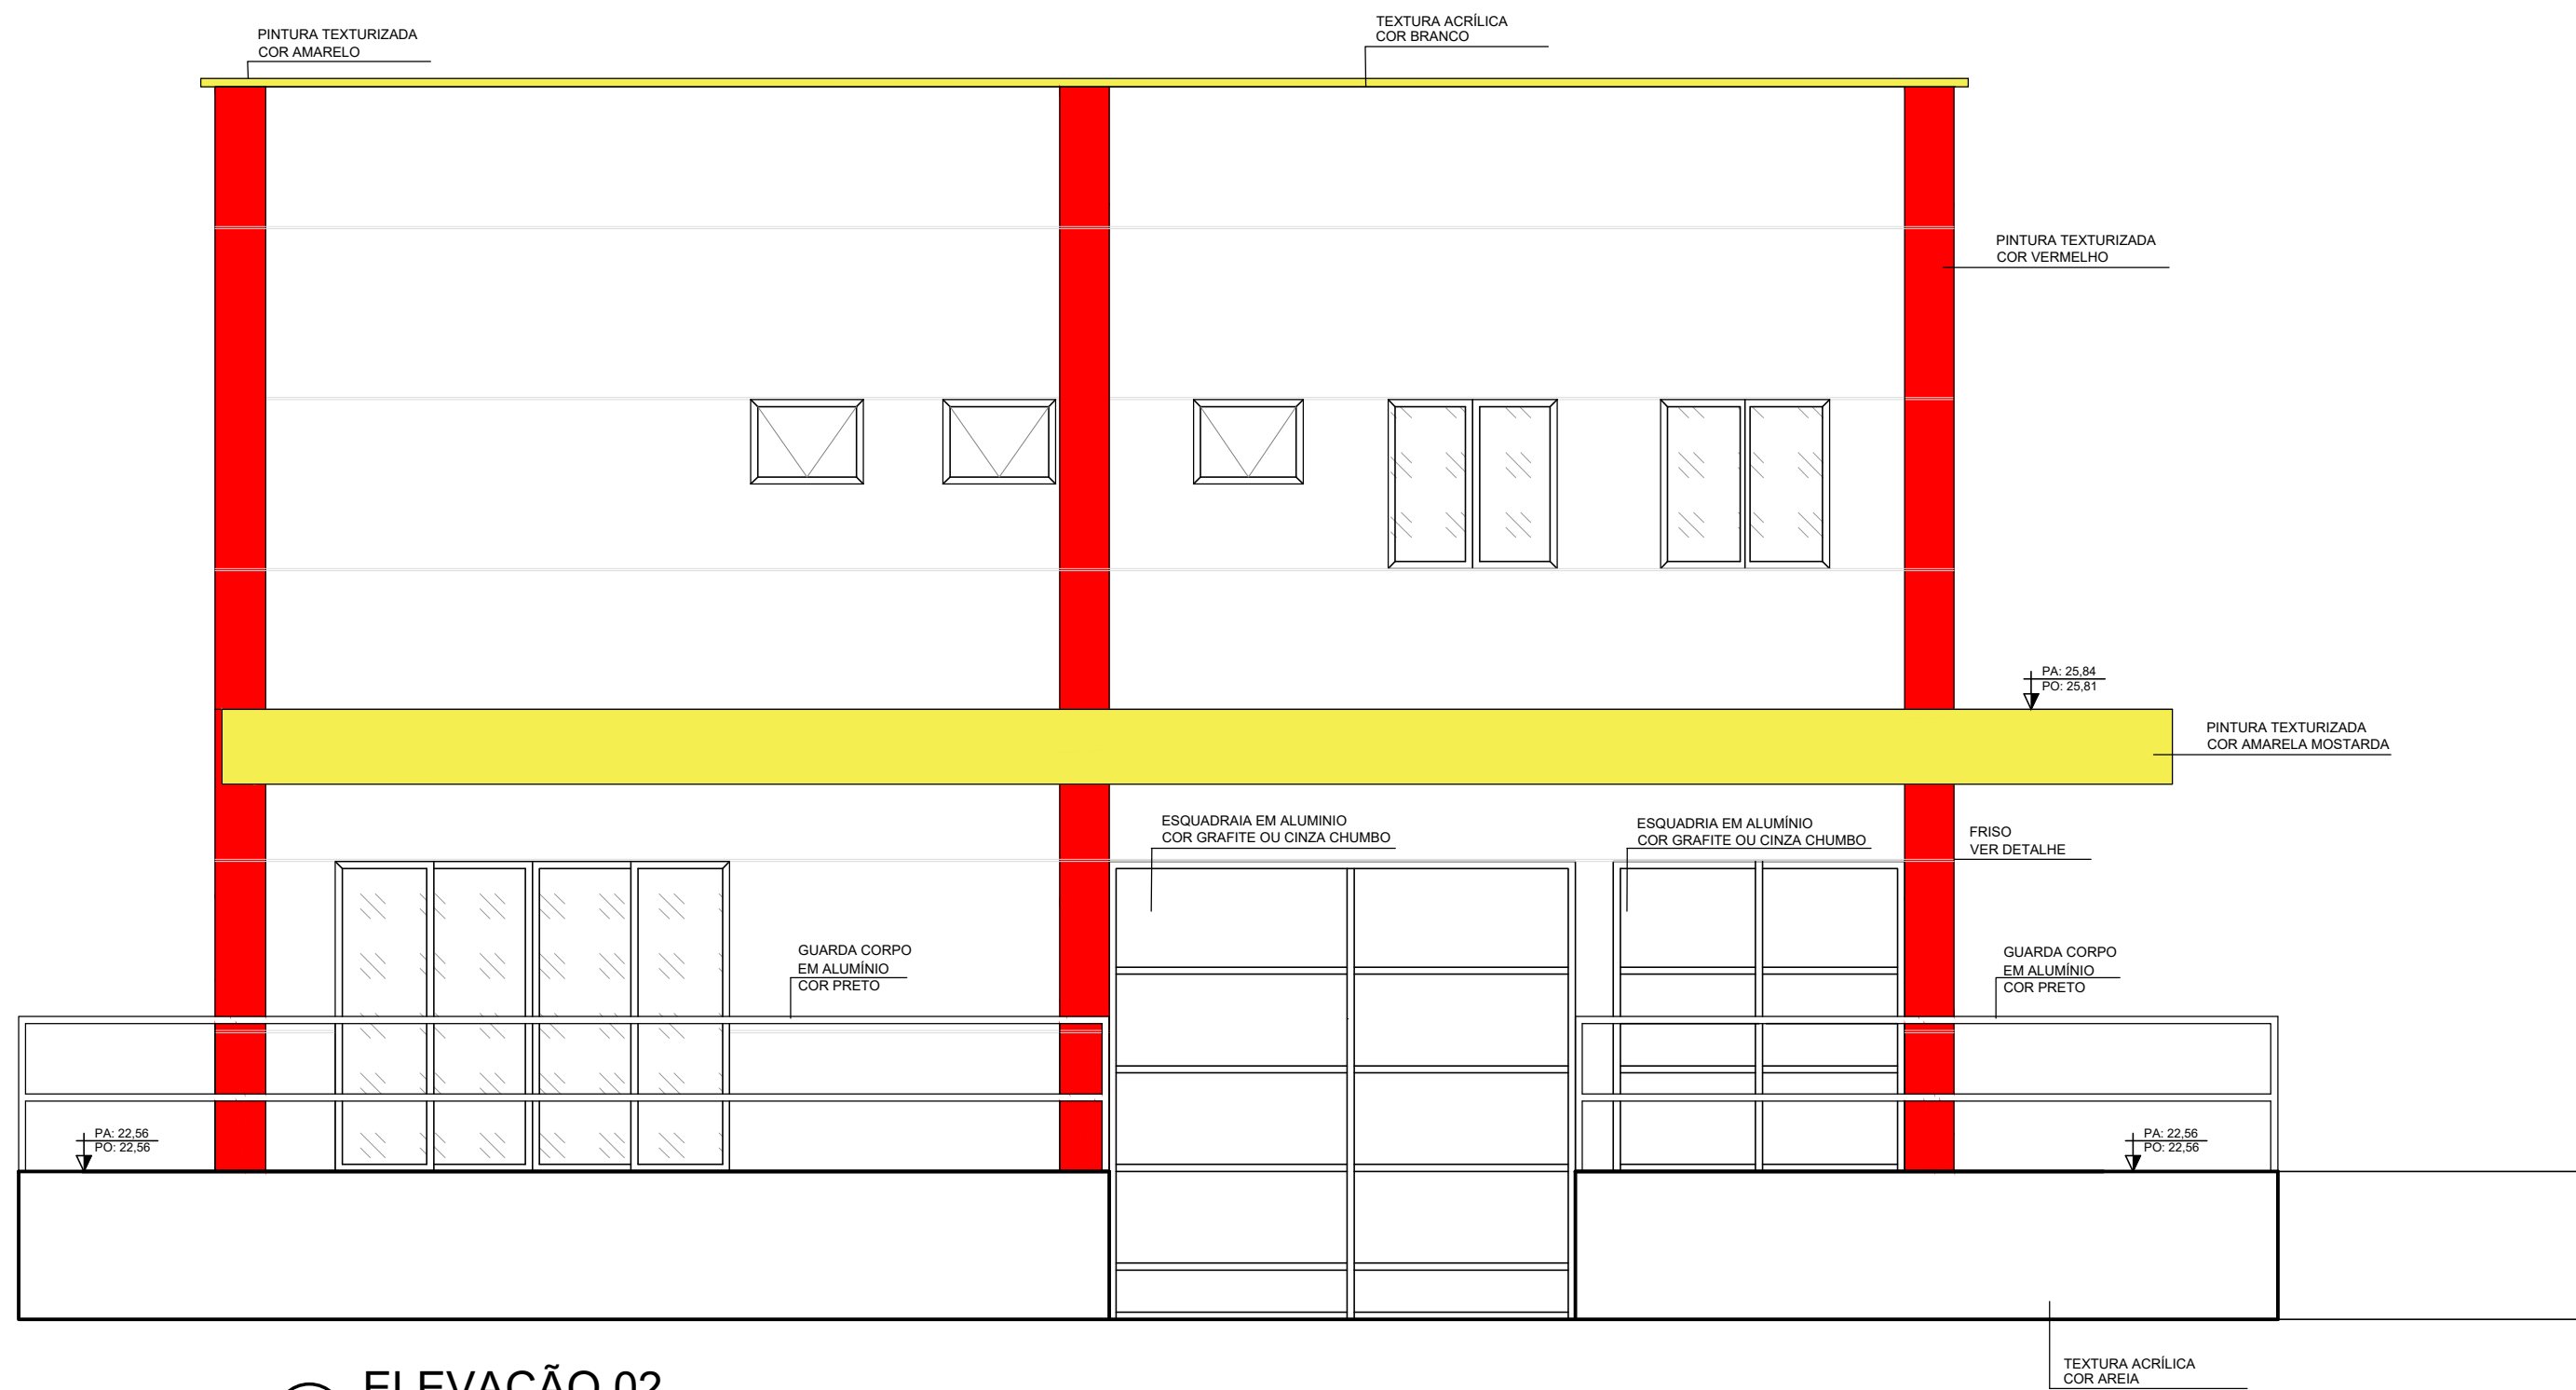 TEXTURA ACRÍLICA
COR BRANCO
PINTURA TEXTURIZADA
COR AMARELO
PINTURA TEXTURIZADA
COR VERMELHO
PA: 25,84
PO: 25,81
PINTURA TEXTURIZADA
COR AMARELA MOSTARDA
ESQUADRAIA EM ALUMINIO
COR GRAFITE OU CINZA CHUMBO
ESQUADRIA EM ALUMÍNIO
COR GRAFITE OU CINZA CHUMBO
FRISO
VER DETALHE
GUARDA CORPO
EM ALUMÍNIO
COR PRETO
GUARDA CORPO
EM ALUMÍNIO
COR PRETO
PA: 22,56
PO: 22,56
PA: 22,56
PO: 22,56
TEXTURA ACRÍLICA
COR AREIA
ELEVAÇÃO 02